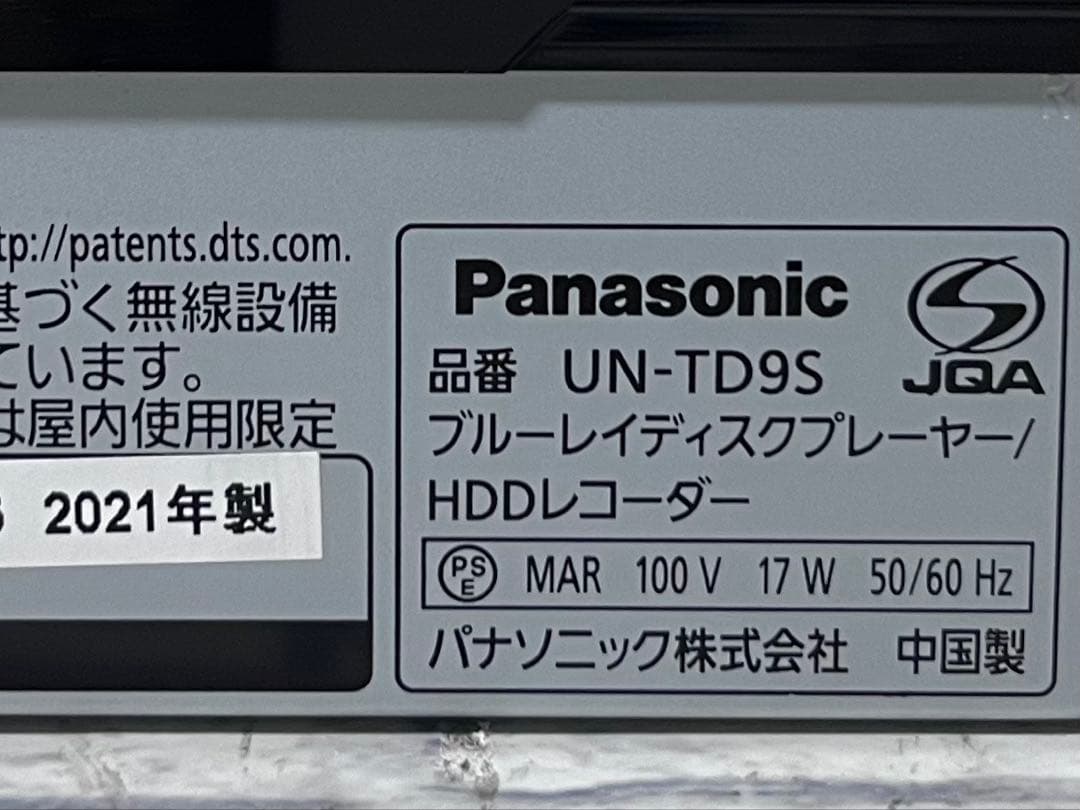 tp://patents.dts.com.
基づく無線設備
ています。
は屋内使用限定
2021年製
Panasonic
JQA
品番 UN-TD9S
ブルーレイディスクプレーヤー/
HDDレコーダー
PS E MAR 100 V 17 W 50/60 Hz
パナソニック株式会社 中国製